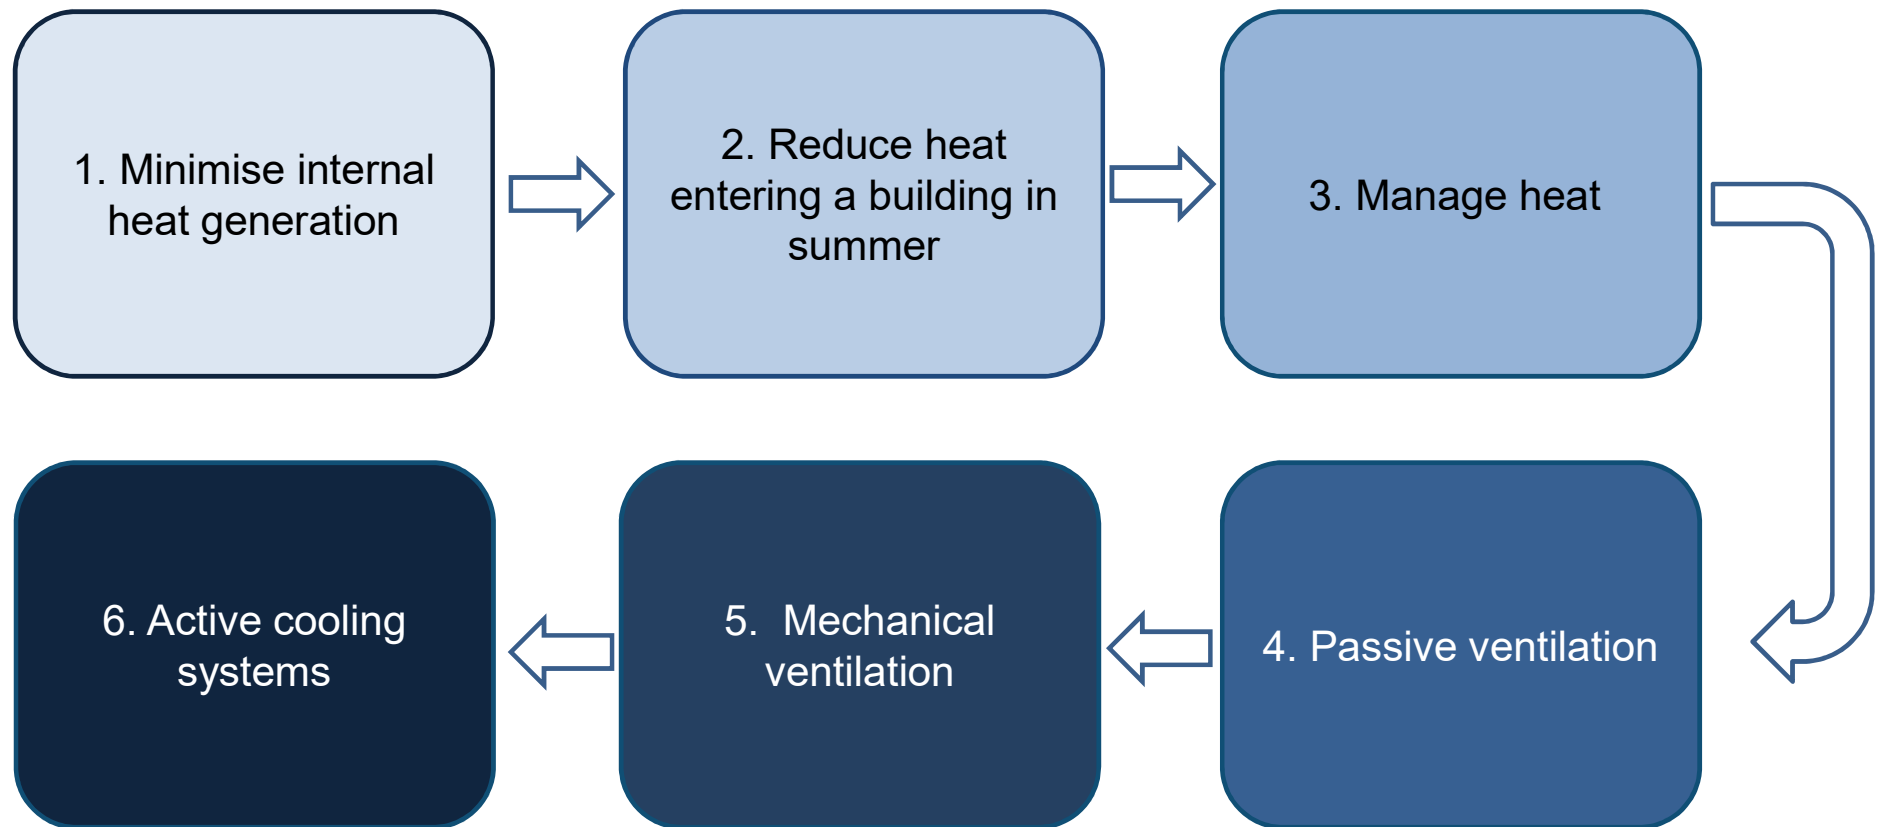 1. Minimise internal
heat generation
2. Reduce heat
entering a building in
summer
3. Manage heat
4. Passive ventilation
5.  Mechanical
ventilation
6. Active cooling
systems